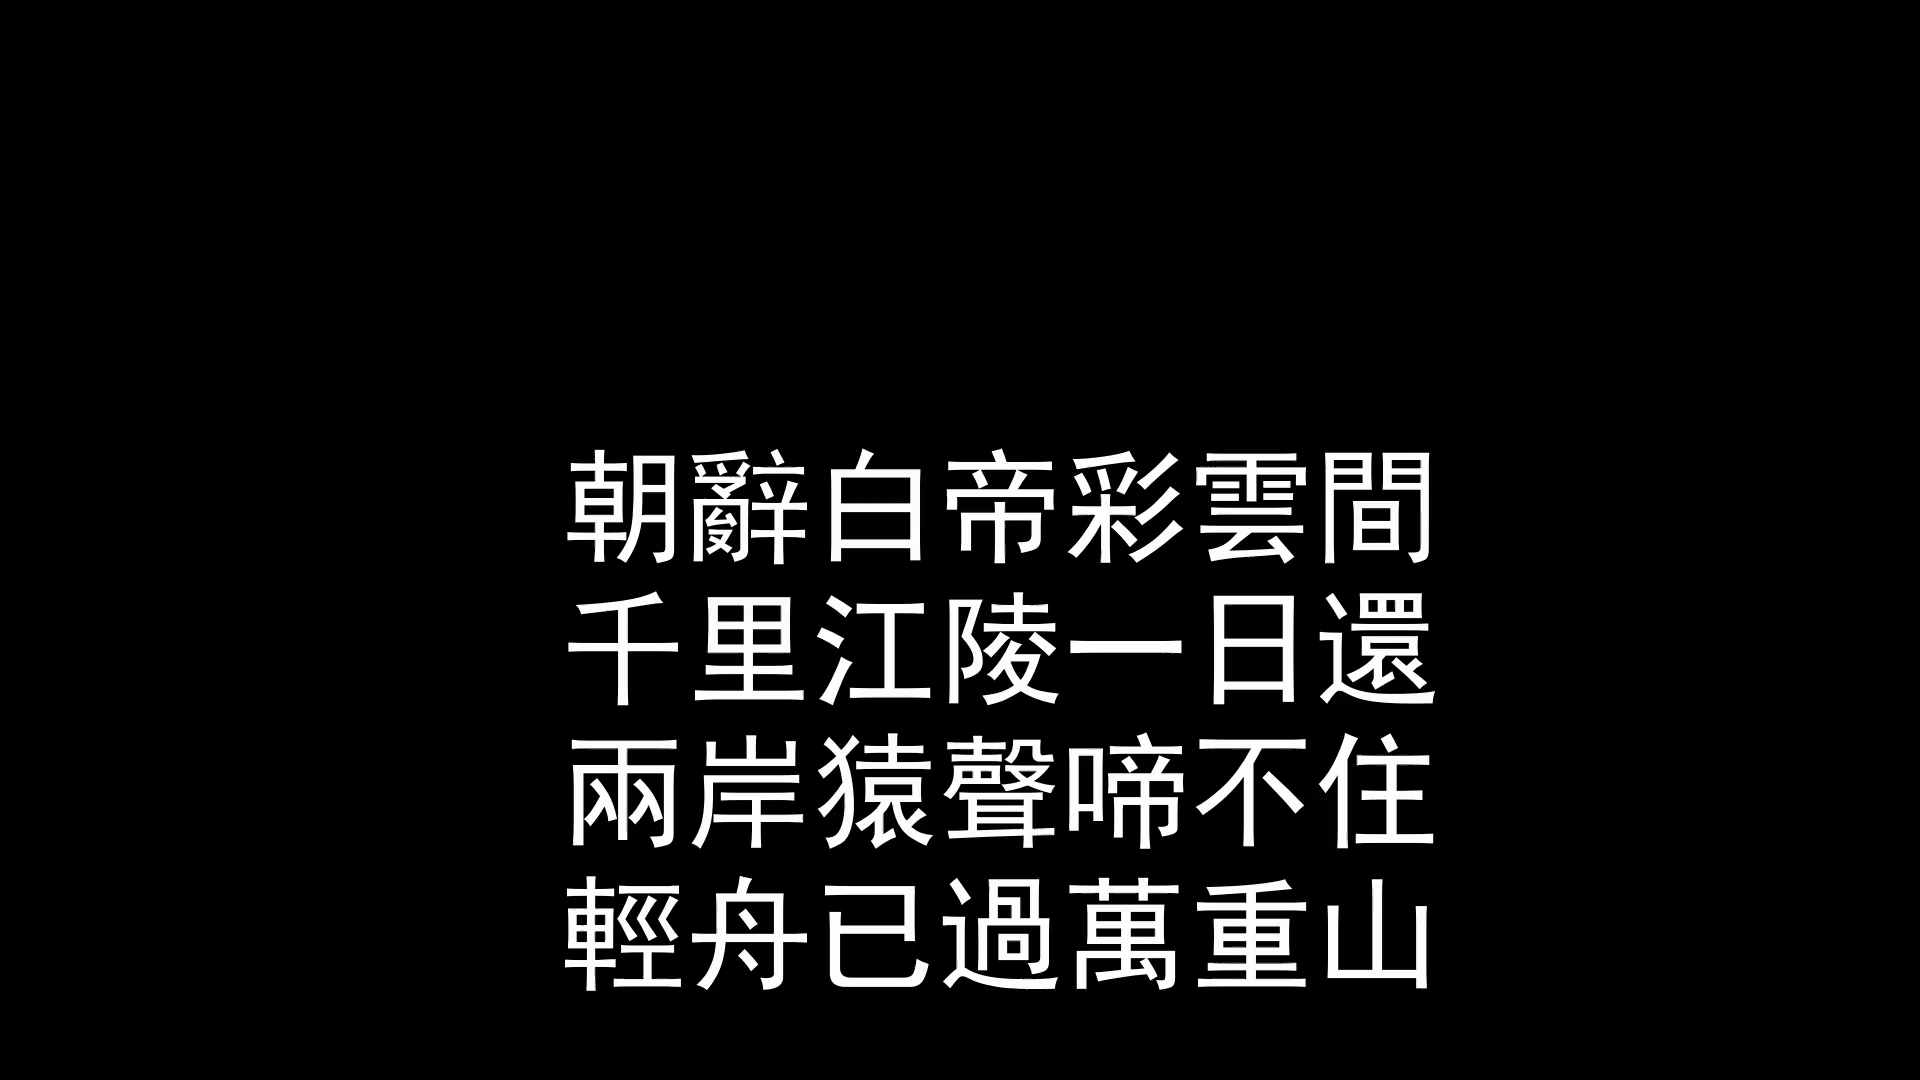 朝辭白帝彩雲間
千里江陵一日還
兩岸猿聲啼不住
輕舟已過萬重山